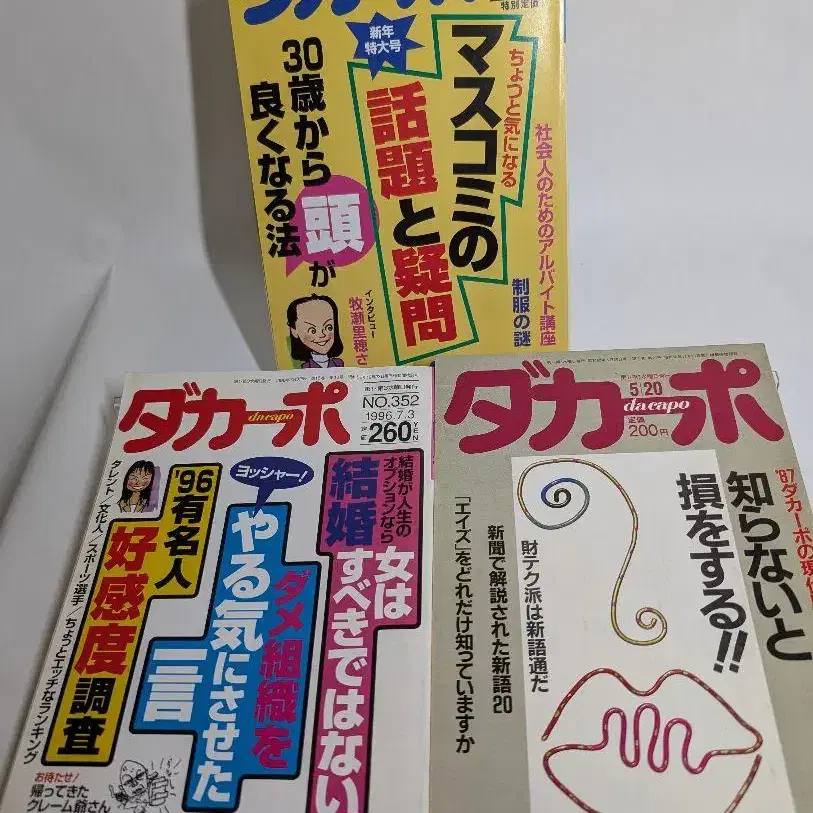 ダカーポ
特別定価
新年
特大号
ちょっと気になる
マスコミの
話題と疑問
社会人のためのアルバイト講座
制服の謎
30歳から頭が
良くなる法
インタビュー
牧瀬里穂さ
ダカーポ
da capo
NO.352
1996.7.3
260YEN
結婚が人生の
オプションなら
結婚
女は
すべきではない
ヨッシャー!
ダメ組織を
やる気にさせた
一言
'96有名人
好感度調査
タレント/文化人/スポーツ選手/ちょっとエッチなランキング
お待たせ!
帰ってきた
クレーム爺さん
ダカーポ
da capo
5/20
定価
200円
'87ダカーポの現代
知らないと
損をする!!
財テク派は新語通だ
新聞で解説された新語20
「エイズ」をどれだけ知っていますか